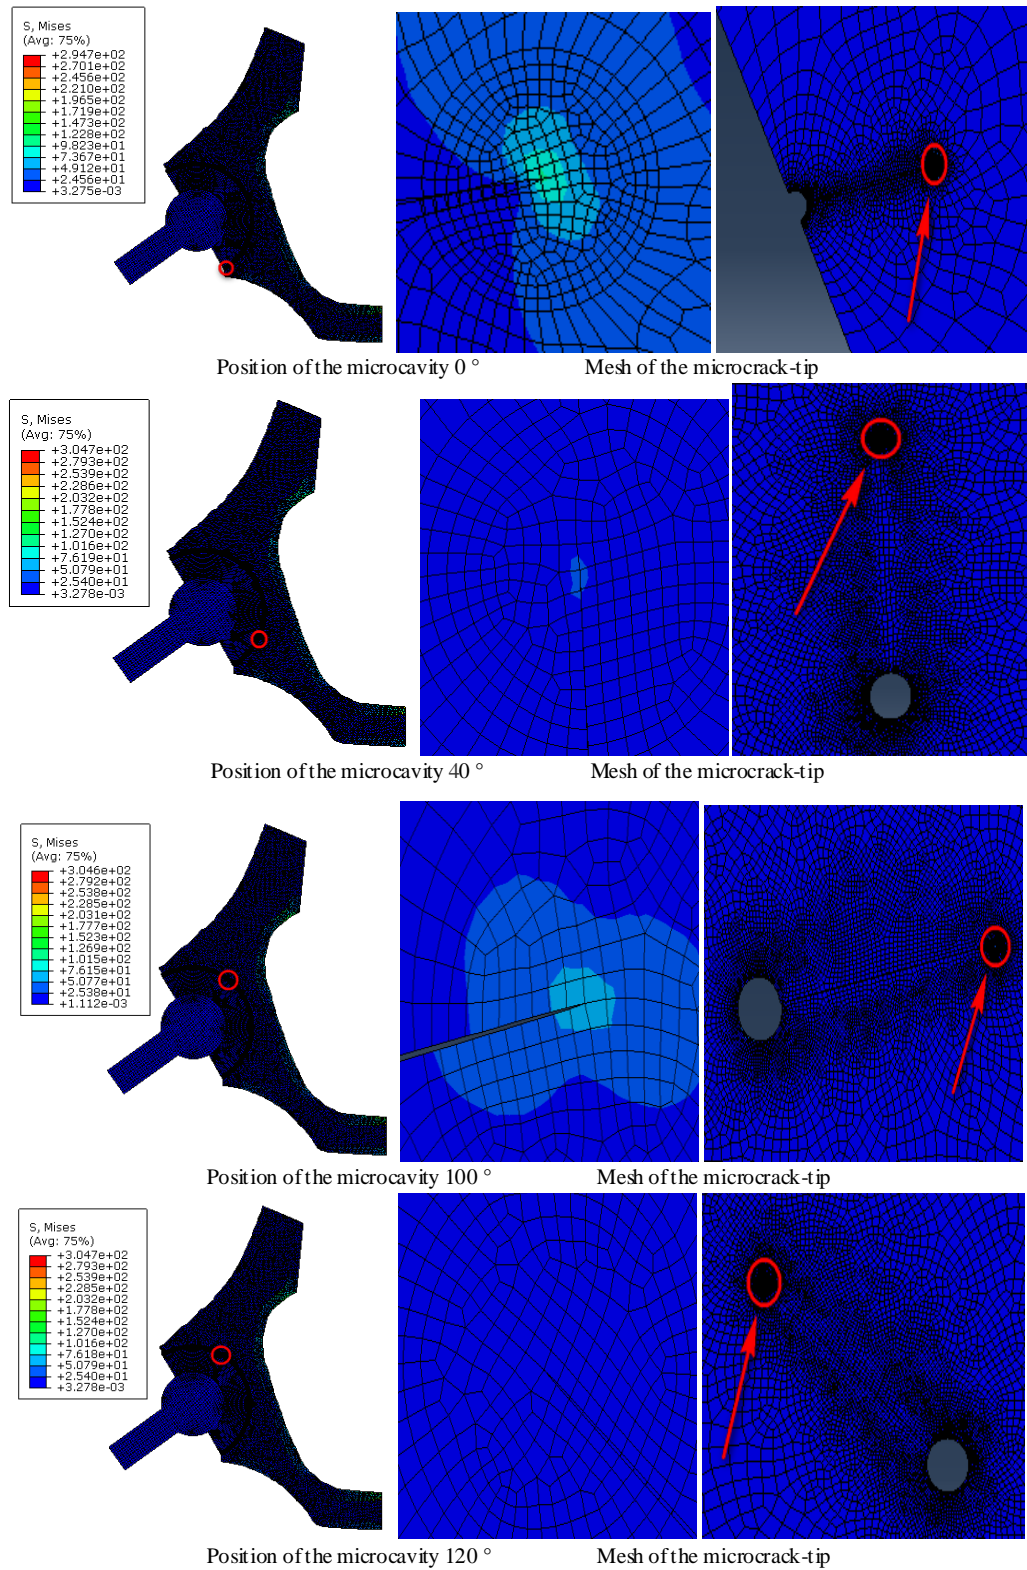 S, Mises
(Avg: 75%)
+2.947e+02
+2.701e+02
+2.456e+02
+2.210e+02
+1.965e+02
+1.719e+02
+1.473e+02
+1.228e+02
+9.823e+01
+7.367e+01
+4.912e+01
+2.456e+01
+3.275e-03
Position of the microcavity 0 ° Mesh of the microcrack-tip
S, Mises
(Avg: 75%)
+3.047e+02
+2.793e+02
+2.539e+02
+2.286e+02
+2.032e+02
+1.778e+02
+1.524e+02
+1.270e+02
+1.016e+02
+7.619e+01
+5.079e+01
+2.540e+01
+3.278e-03
Position of the microcavity 40 ° Mesh of the microcrack-tip
S, Mises
(Avg: 75%)
+3.046e+02
+2.792e+02
+2.538e+02
+2.285e+02
+2.031e+02
+1.777e+02
+1.523e+02
+1.269e+02
+1.015e+02
+7.615e+01
+5.077e+01
+2.538e+01
+1.112e-03
Position of the microcavity 100 ° Mesh of the microcrack-tip
S, Mises
(Avg: 75%)
+3.047e+02
+2.793e+02
+2.539e+02
+2.285e+02
+2.032e+02
+1.778e+02
+1.524e+02
+1.270e+02
+1.016e+02
+7.618e+01
+5.079e+01
+2.540e+01
+3.278e-03
Position of the microcavity 120 ° Mesh of the microcrack-tip